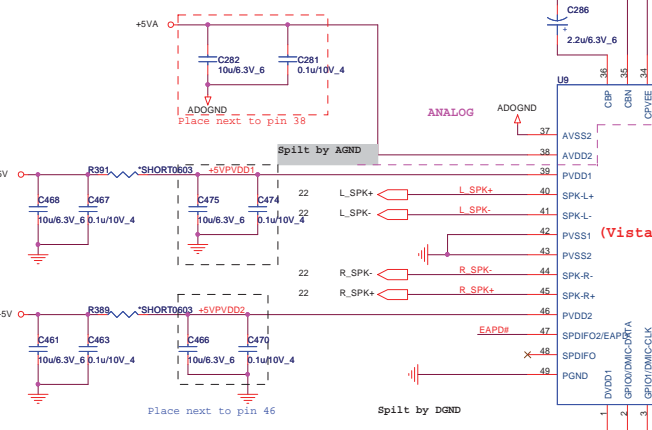 C286
2.2u/6.3V_6
+5VA
C282
10u/6.3V_6
C281
0.1u/10V_4
ADOGND
Place next to pin 38
ANALOG
ADOGND
U9
36
35
34
CBP
CBN
CPVEE
37
AVSS2
Spilt by AGND
38
AVDD2
5V
R391
*SHORT0603
+5VPVDD1
39
PVDD1
C468
10u/6.3V_6
C467
0.1u/10V_4
C475
10u/6.3V_6
C474
0.1u/10V_4
22
L_SPK+
L_SPK+
40
SPK-L+
22
L_SPK-
L_SPK-
41
SPK-L-
42
PVSS1
(Vista
43
PVSS2
22
R_SPK-
R_SPK-
44
SPK-R-
22
R_SPK+
R_SPK+
45
SPK-R+
+5V
R389
*SHORT0603
+5VPVDD2
46
PVDD2
EAPD#
47
SPDIFO2/EAPD
48
SPDIFO
C461
10u/6.3V_6
C463
0.1u/10V_4
C466
10u/6.3V_6
C470
0.1u/10V_4
49
PGND
DVDD1
GPIO0/DMIC-DATA
GPIO1/DMIC-CLK
1
2
3
Place next to pin 46
Spilt by DGND